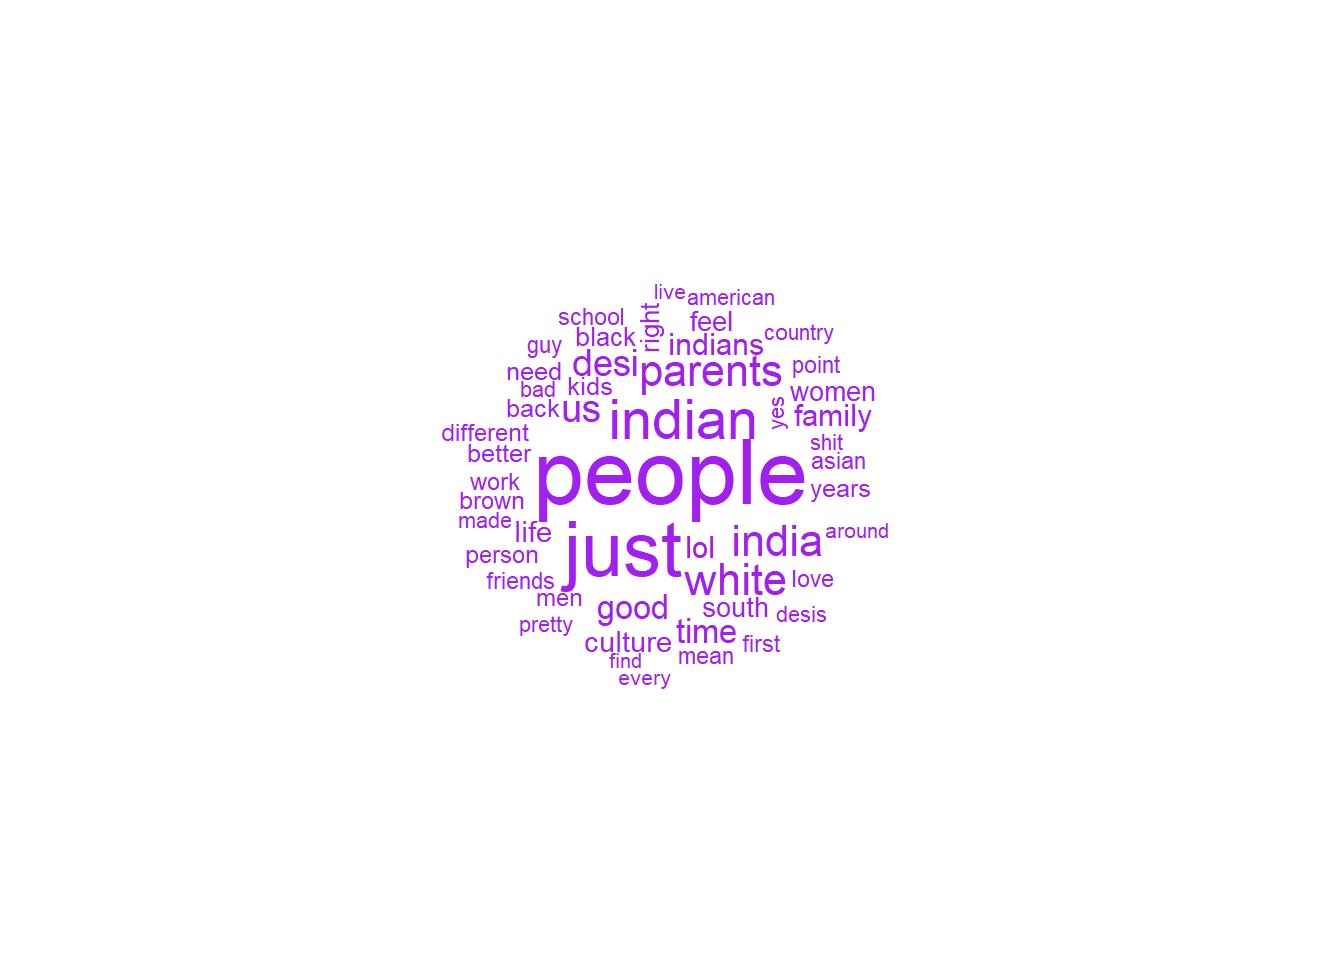 live
american
school
right
feel
black
country
guy
indians
desi
parents
point
need
kids
bad
women
back
us
indian
yes
family
different
shit
better
people
asian
work
years
brown
made
life
just
lol
india
around
person
friends
white
love
men
good
south
desis
pretty
culture
time
first
find
mean
every